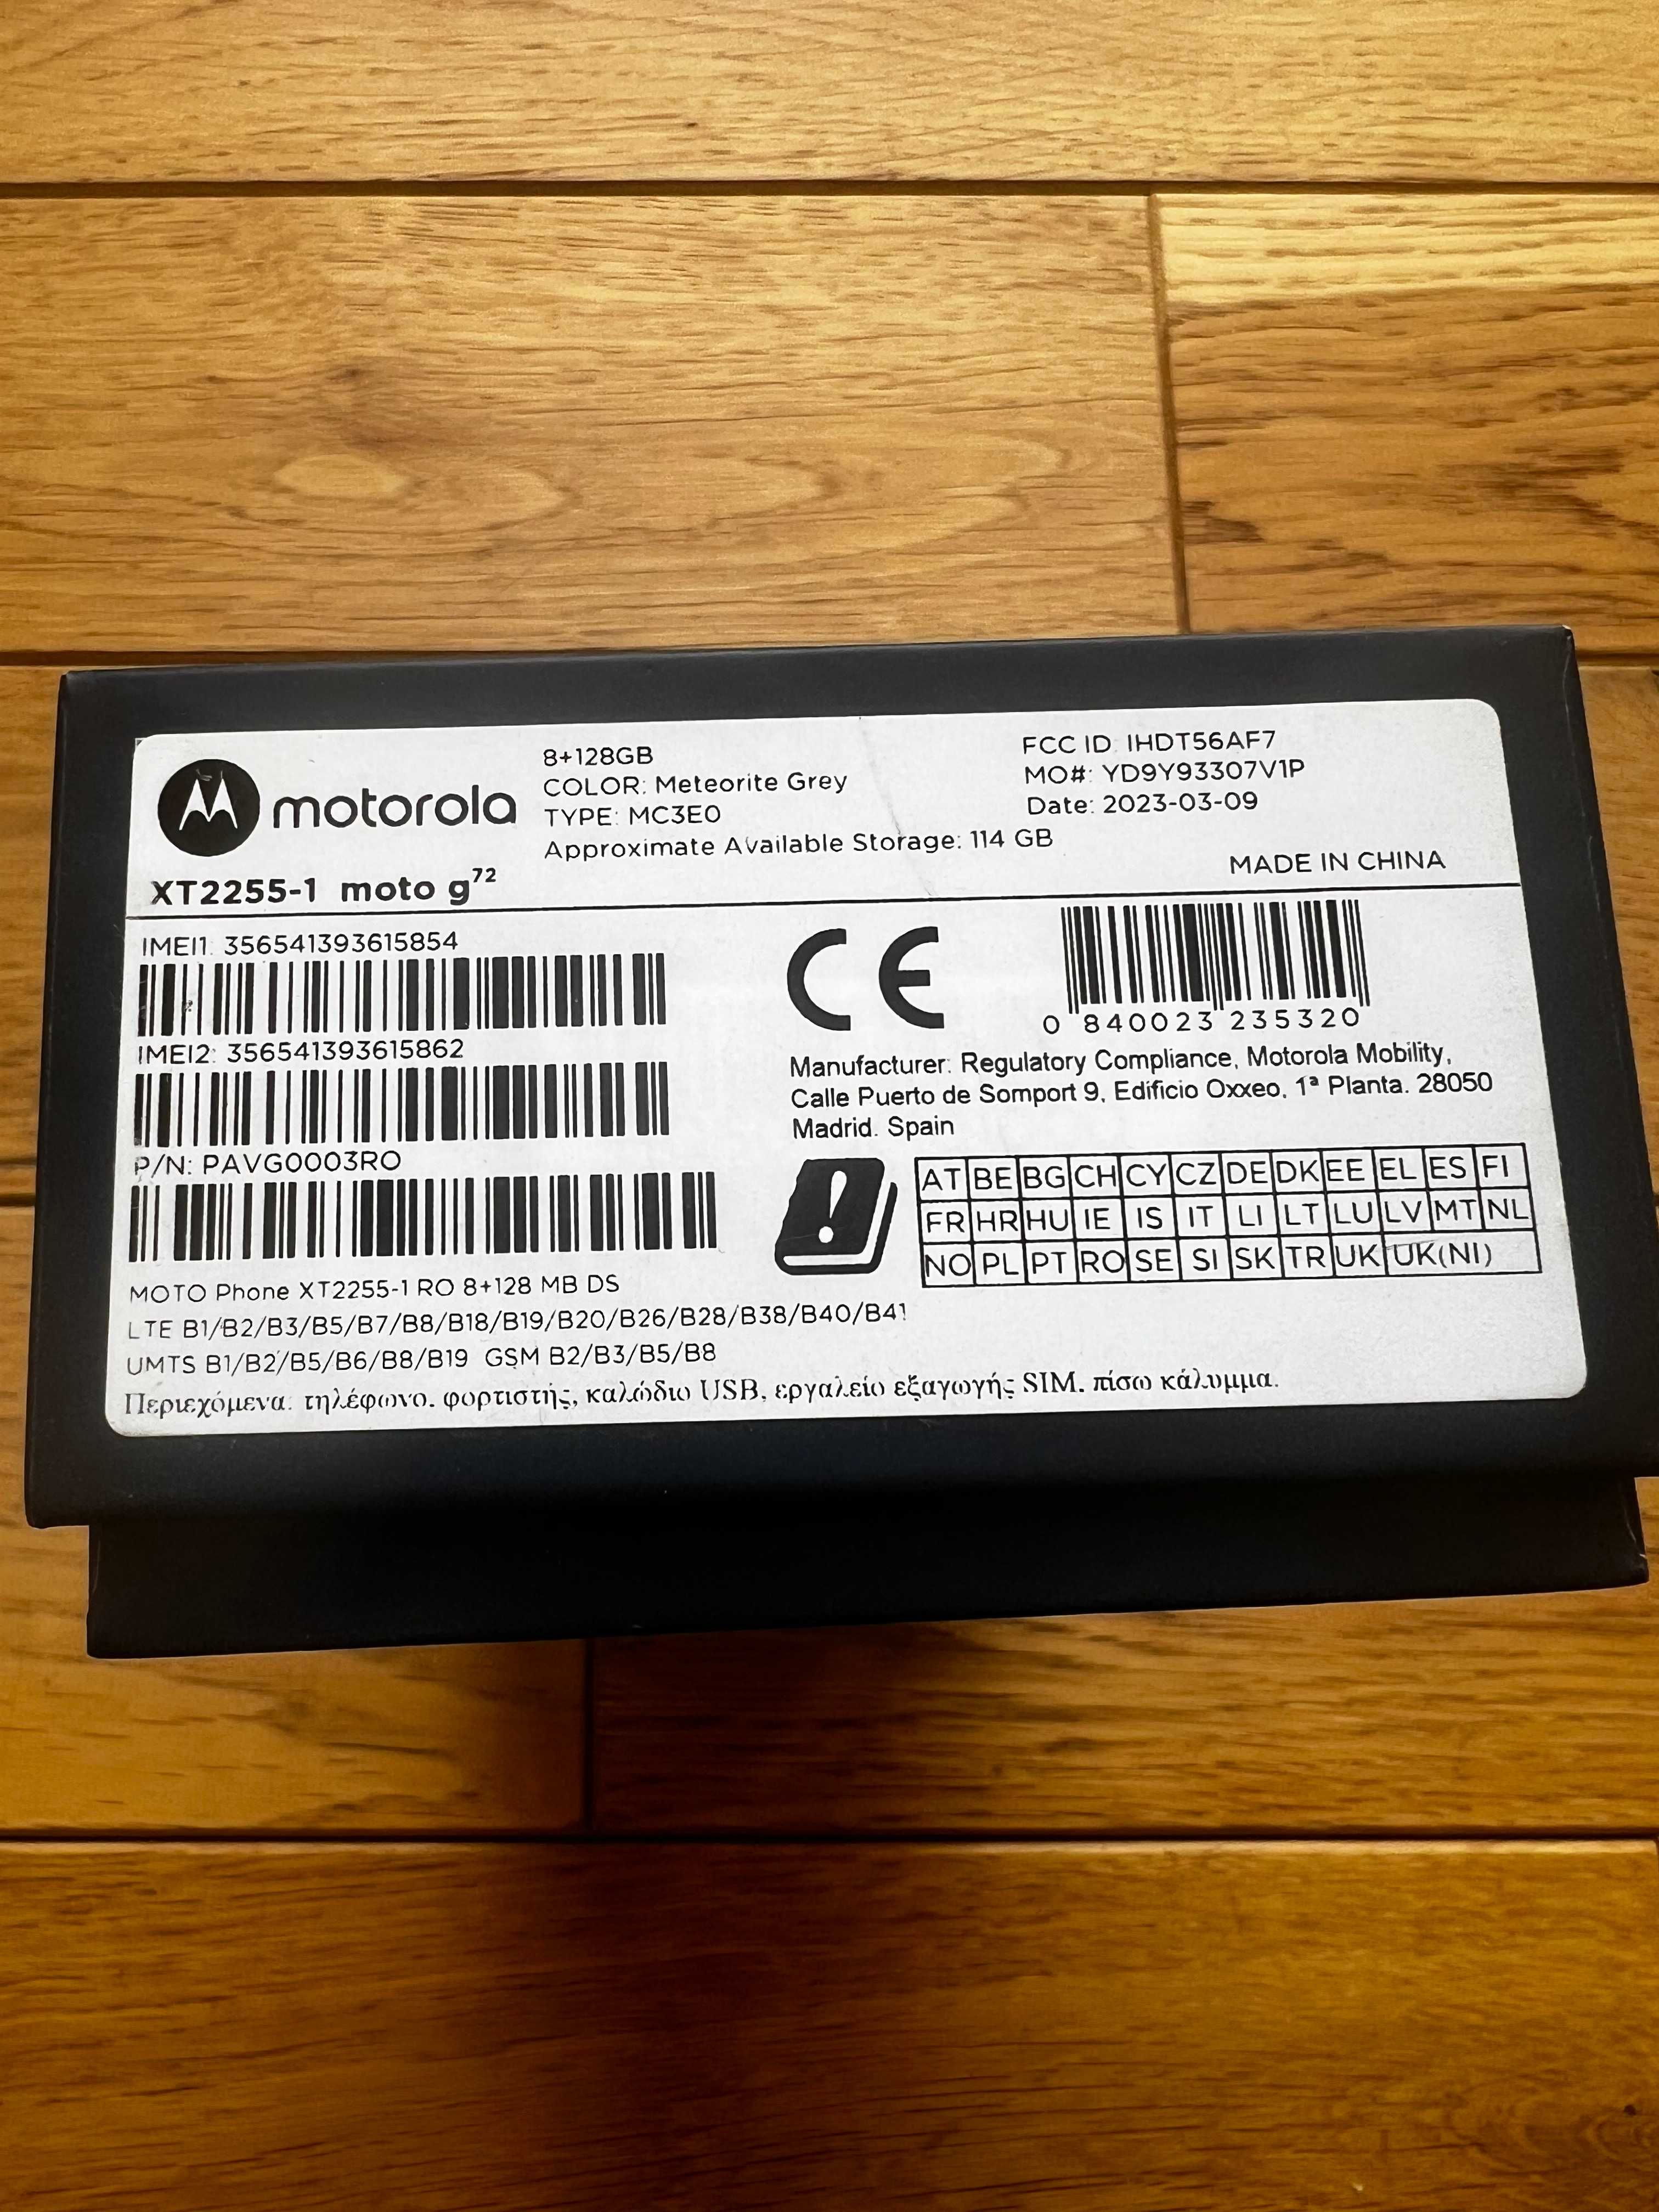 motorola
XT2255-1 moto g72
8+128GB
COLOR: Meteorite Grey
TYPE: MC3E0
Approximate Available Storage: 114 GB
FCC ID: IHDT56AF7
MO#: YD9Y93307V1P
Date: 2023-03-09
MADE IN CHINA
IMEI1: 356541393615854
IMEI2: 356541393615862
P/N: PAVG0003RO
CE
0 840023 235320
Manufacturer: Regulatory Compliance, Motorola Mobility,
Calle Puerto de Somport 9, Edificio Oxxeo, 1ª Planta. 28050
Madrid. Spain
AT BE BG CH CY CZ DE DK EE EL ES FI
FR HR HU IE IS IT LI LT LU LV MT NL
NO PL PT RO SE SI SK TR UK UK(NI)
MOTO Phone XT2255-1 RO 8+128 MB DS
LTE B1/B2/B3/B5/B7/B8/B18/B19/B20/B26/B28/B38/B40/B41
UMTS B1/B2/B5/B6/B8/B19 GSM B2/B3/B5/B8
Περιεχόμενα: τηλέφωνο, φορτιστής, καλώδιο USB, εργαλείο εξαγωγής SIM, πίσω κάλυμμα.